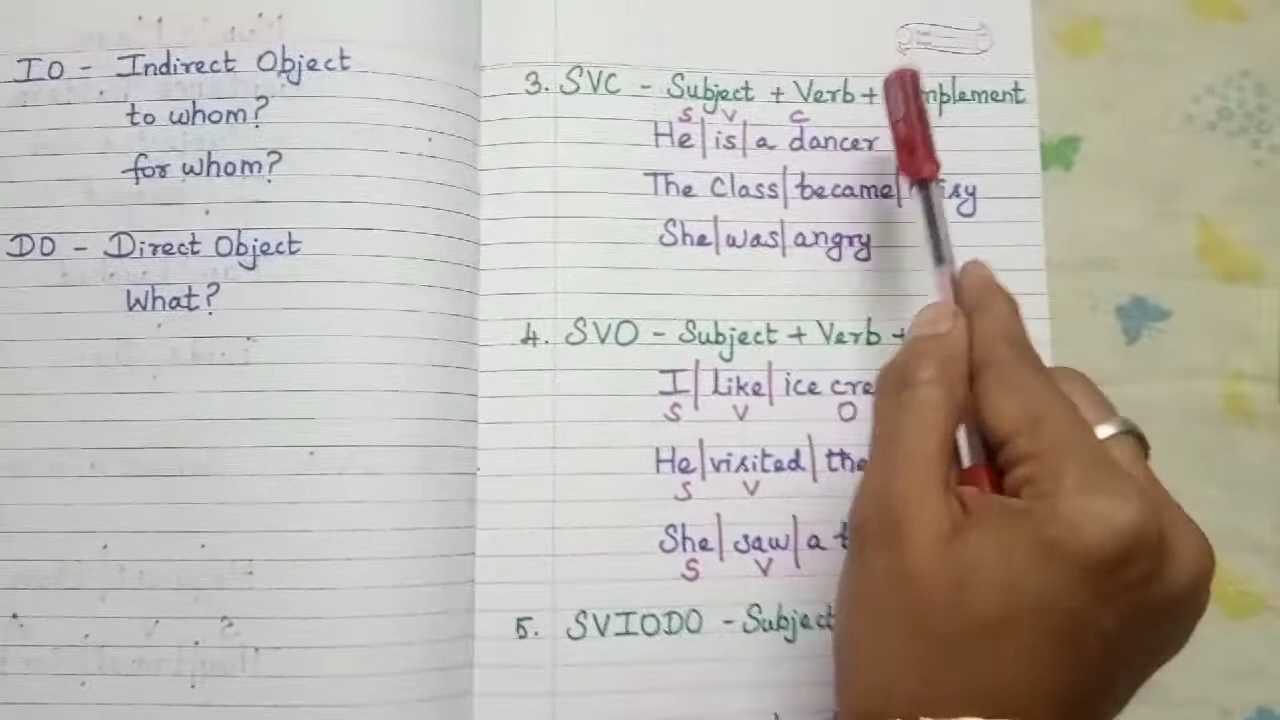 IO - Indirect Object
to whom?
for whom?
DO - Direct Object
What?
3. SVC - Subject + Verb +
S V C
He | is | a dancer
The Class | became |
She | was | angry
4. SVO - Subject + Verb +
I | like | ice
S V O
He | visited |
S V
She | saw | a
S V
5. SVIODO - Subject